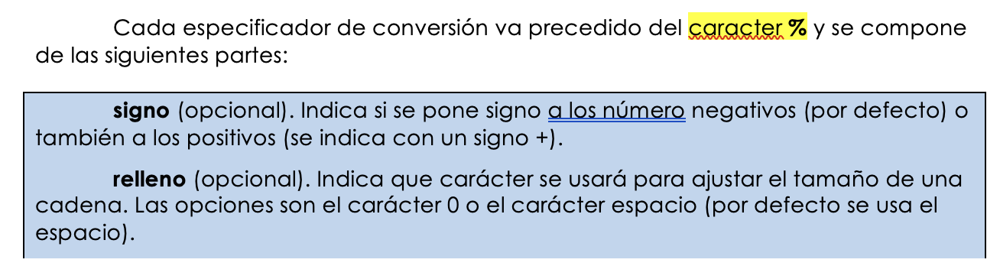 Cada especificador de conversión va precedido del caracter % y se compone
de las siguientes partes:
signo (opcional). Indica si se pone signo a los número negativos (por defecto) o
también a los positivos (se indica con un signo +).
relleno (opcional). Indica que carácter se usará para ajustar el tamaño de una
cadena. Las opciones son el carácter 0 o el carácter espacio (por defecto se usa el
espacio).